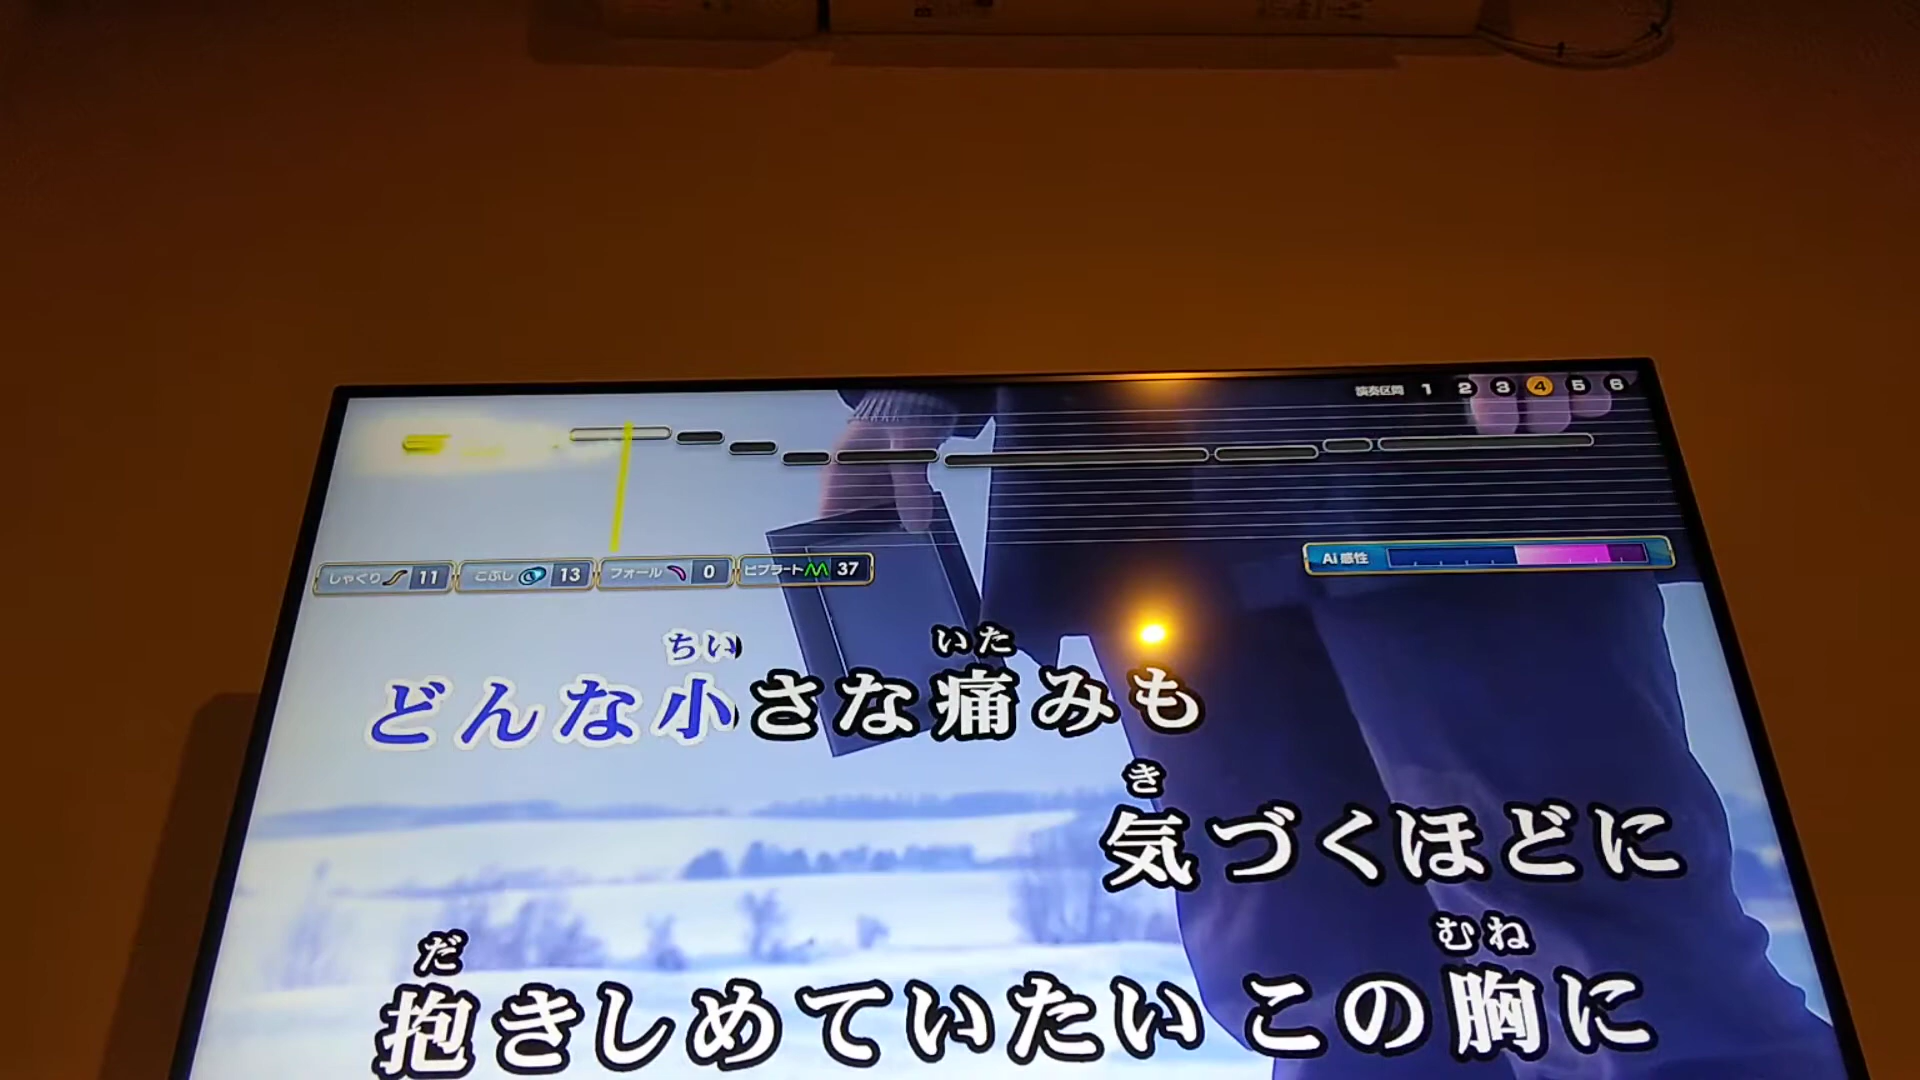 演奏区間 1 2 3 4 5 6
しゃくり 11 こぶし 13 フォール 0 ビブラート 37
Ai感性
ちい いた
どんな小さな痛みも
き
気づくほどに
だ むね
抱きしめていたい この胸に